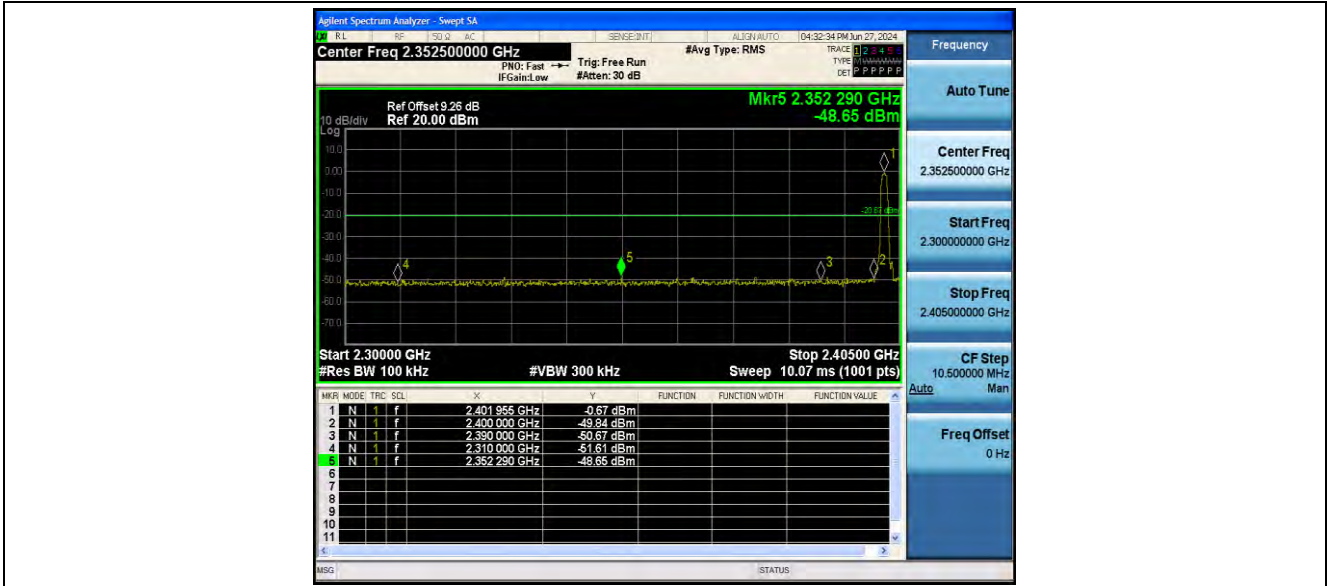 Agilent Spectrum Analyzer - Swept SA
RL RF 50 Ω AC SENSE:INT ALIGN AUTO 04:32:34 PM Jun 27, 2024
Center Freq 2.352500000 GHz #Avg Type: RMS TRACE 1 2 3 4 5 6
PNO: Fast Trig: Free Run TYPE M WWWWW
IFGain:Low #Atten: 30 dB DET P P P P P P
Frequency
Auto Tune
Mkr5 2.352 290 GHz
-48.65 dBm
Ref Offset 9.26 dB
10 dB/div Ref 20.00 dBm
Log
10.0
0.00
-10.0
-20.0
-30.0
-40.0
-50.0
-60.0
-70.0
-20.67 dBm
1
2
3
4
5
Start 2.30000 GHz Stop 2.40500 GHz
#Res BW 100 kHz #VBW 300 kHz Sweep 10.07 ms (1001 pts)
MKR MODE TRC SCL X Y FUNCTION FUNCTION WIDTH FUNCTION VALUE
1 N 1 f 2.401 955 GHz -0.67 dBm
2 N 1 f 2.400 000 GHz -49.84 dBm
3 N 1 f 2.390 000 GHz -50.67 dBm
4 N 1 f 2.310 000 GHz -51.61 dBm
5 N 1 f 2.352 290 GHz -48.65 dBm
6
7
8
9
10
11
Center Freq
2.352500000 GHz
Start Freq
2.300000000 GHz
Stop Freq
2.405000000 GHz
CF Step
10.500000 MHz
Auto Man
Freq Offset
0 Hz
MSG STATUS